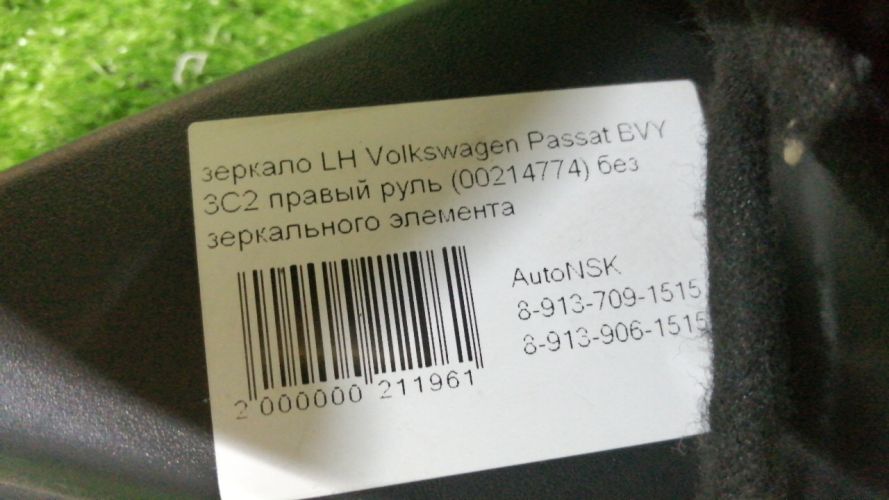 зеркало LH Volkswagen Passat BVY
3C2 правый руль (00214774) без
зеркального элемента
AutoNSK
8-913-709-1515
8-913-906-1515
2 000000 211961